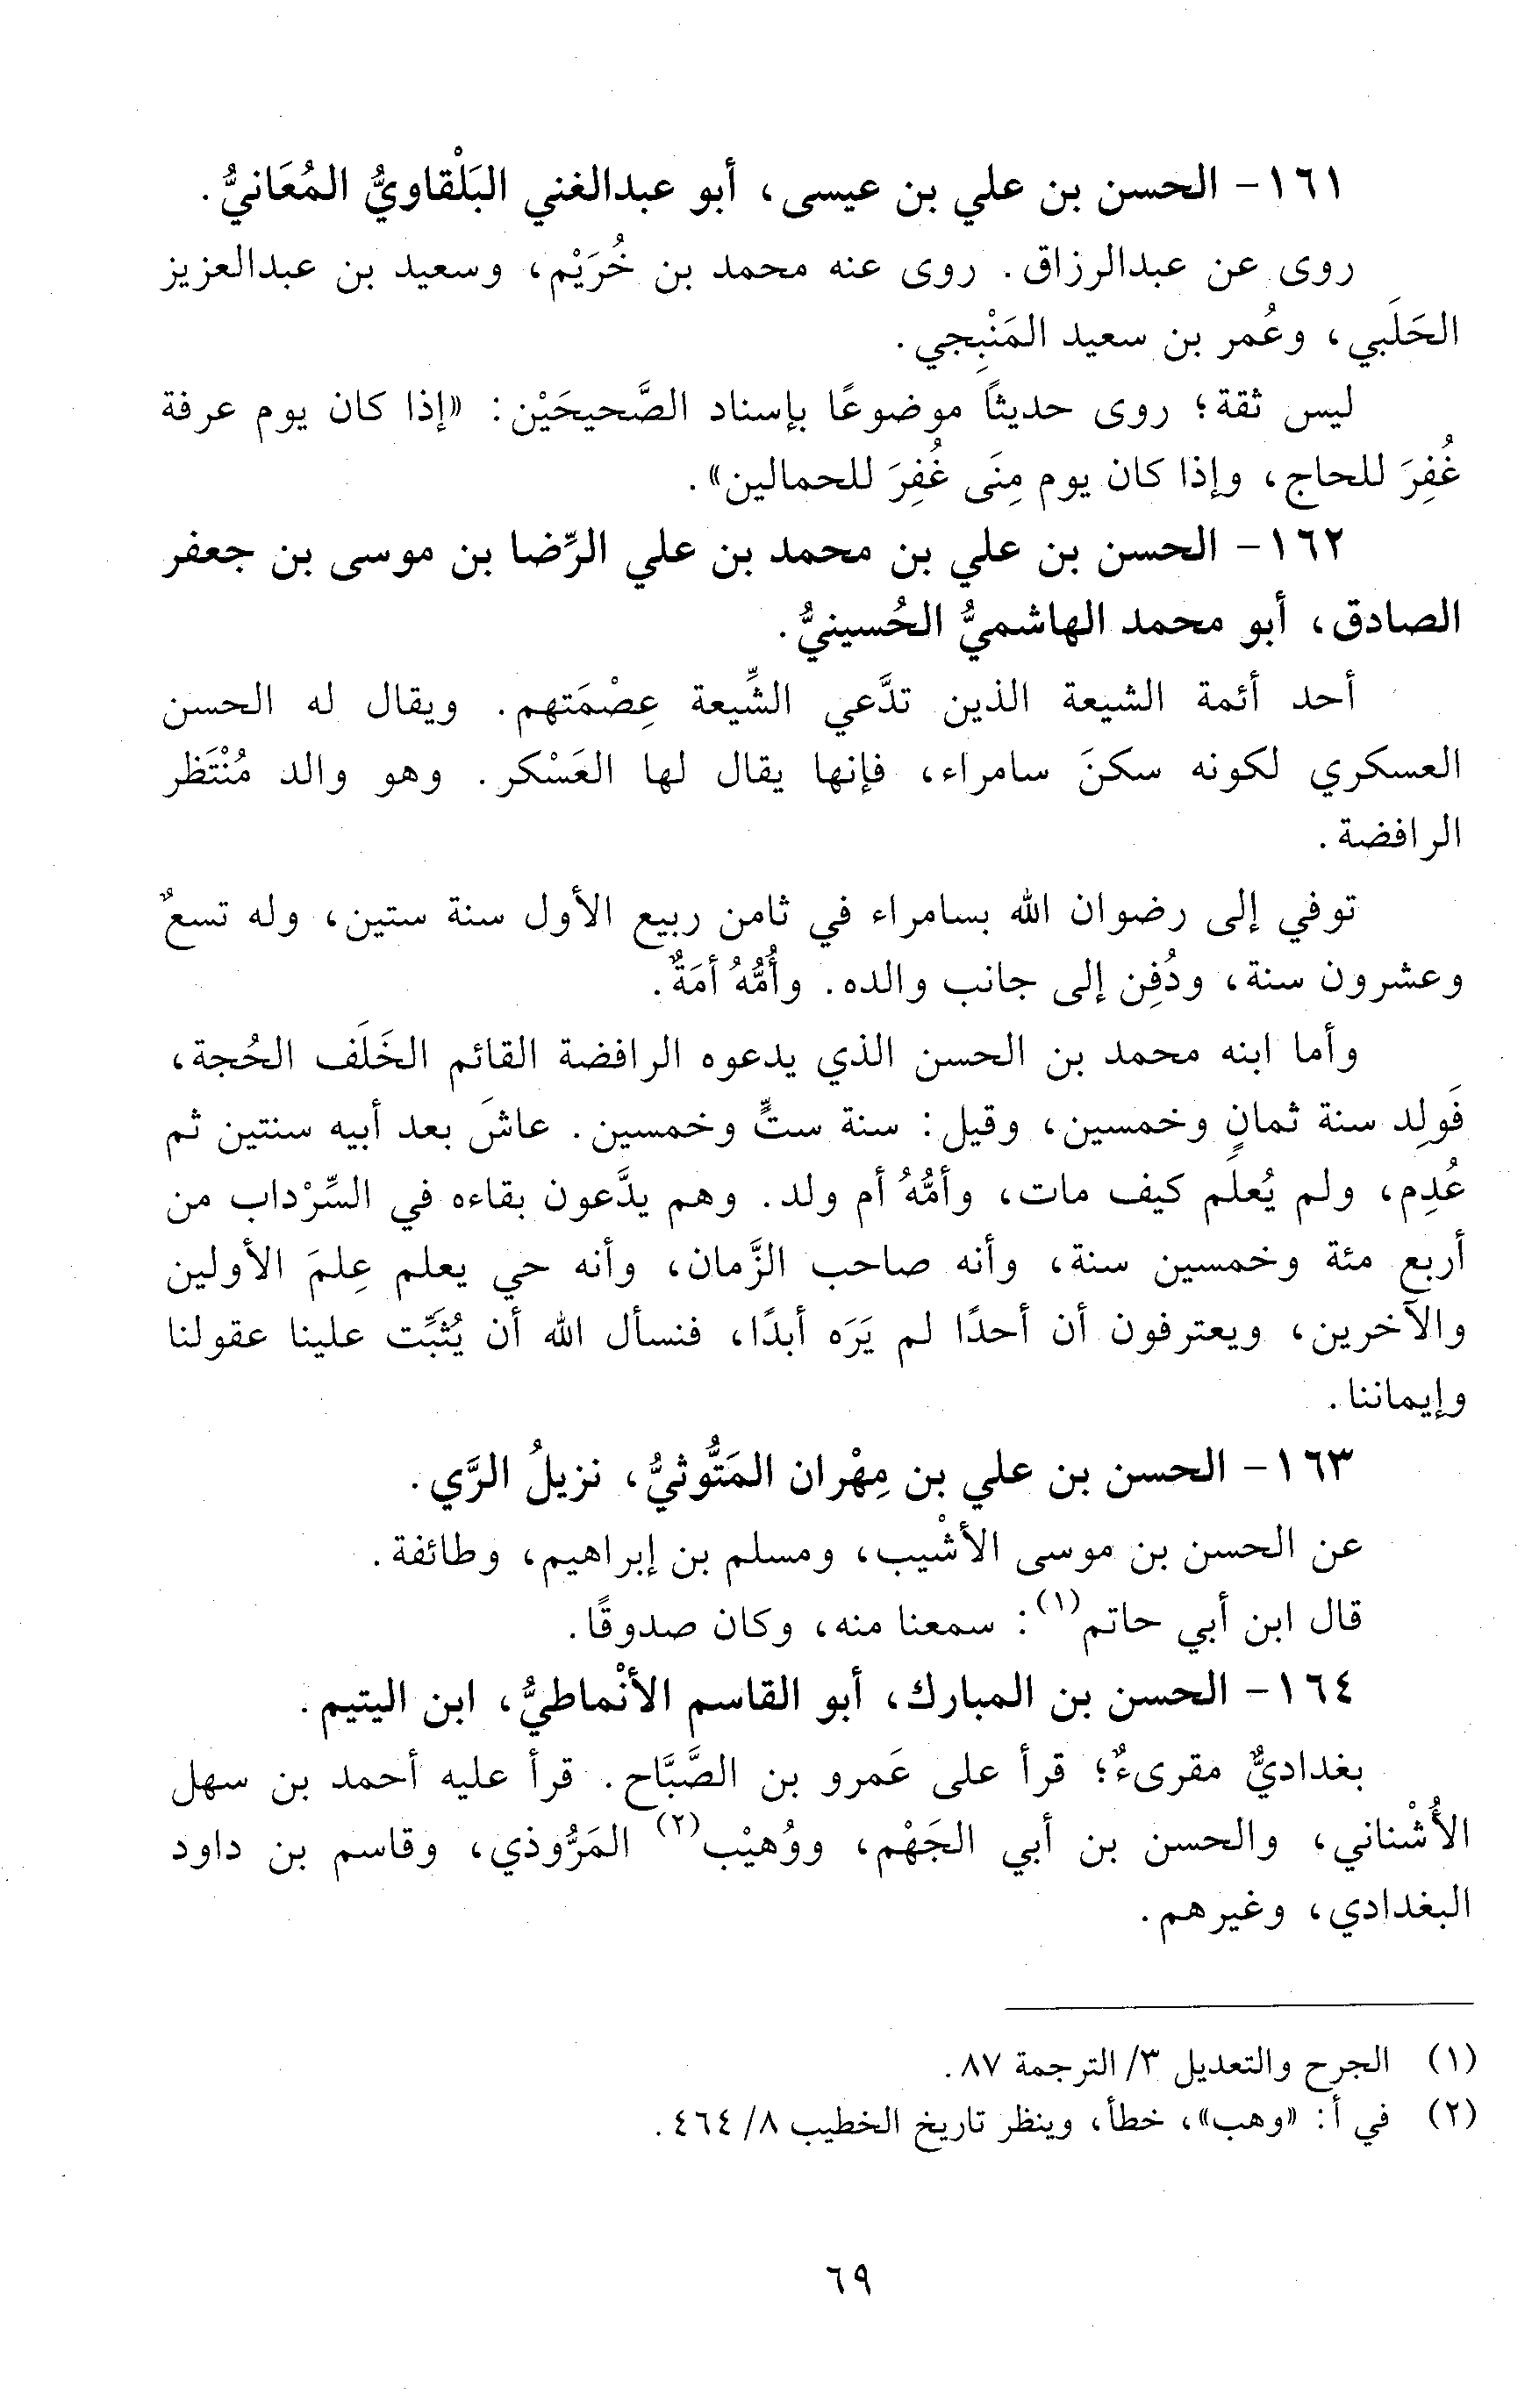 ١٦١- الحسن بن علي بن عيسى، أبو عبدالغني البَلْقاويُّ المُعَانيُّ.
روى عن عبدالرزاق. روى عنه محمد بن خُرَيْم، وسعيد بن عبدالعزيز
الحَلَبي، وعُمر بن سعيد المَنْبِجي.
ليس ثقة؛ روى حديثاً موضوعًا بإسناد الصَّحيحَيْن: «إذا كان يوم عرفة
غُفِرَ للحاج، وإذا كان يوم مِنَى غُفِرَ للحمالين».
١٦٢- الحسن بن علي بن محمد بن علي الرِّضا بن موسى بن جعفر
الصادق، أبو محمد الهاشميُّ الحُسينيُّ.
أحد أئمة الشيعة الذين تدَّعي الشِّيعة عِصْمَتهم. ويقال له الحسن
العسكري لكونه سكنَ سامراء، فإنها يقال لها العَسْكر. وهو والد مُنْتَظر
الرافضة.
توفي إلى رضوان الله بسامراء في ثامن ربيع الأول سنة ستين، وله تسعٌ
وعشرون سنة، ودُفِن إلى جانب والده. وأُمُّهُ أمَةٌ.
وأما ابنه محمد بن الحسن الذي يدعوه الرافضة القائم الخَلَف الحُجة،
فَولِد سنة ثمانٍ وخمسين، وقيل: سنة ستٍّ وخمسين. عاشَ بعد أبيه سنتين ثم
عُدِم، ولم يُعلَم كيف مات، وأمُّهُ أم ولد. وهم يدَّعون بقاءه في السِّرْداب من
أربع مئة وخمسين سنة، وأنه صاحب الزَّمان، وأنه حي يعلم عِلمَ الأولين
والآخرين، ويعترفون أن أحدًا لم يَرَه أبدًا، فنسأل الله أن يُثَبِّت علينا عقولنا
وإيماننا.
١٦٣- الحسن بن علي بن مِهْران المَتُّوثيُّ، نزيلُ الرَّي.
عن الحسن بن موسى الأشْيب، ومسلم بن إبراهيم، وطائفة.
قال ابن أبي حاتم(١): سمعنا منه، وكان صدوقًا.
١٦٤- الحسن بن المبارك، أبو القاسم الأنْماطيُّ، ابن اليتيم.
بغداديٌّ مقرىءٌ؛ قرأ على عَمرو بن الصَّبَّاح. قرأ عليه أحمد بن سهل
الأُشْناني، والحسن بن أبي الجَهْم، ووُهيْب(٢) المَرُّوذي، وقاسم بن داود
البغدادي، وغيرهم.
(١) الجرح والتعديل ٣/ الترجمة ٨٧.
(٢) في أ: «وهب»، خطأ، وينظر تاريخ الخطيب ٨/ ٤٦٤.
٦٩